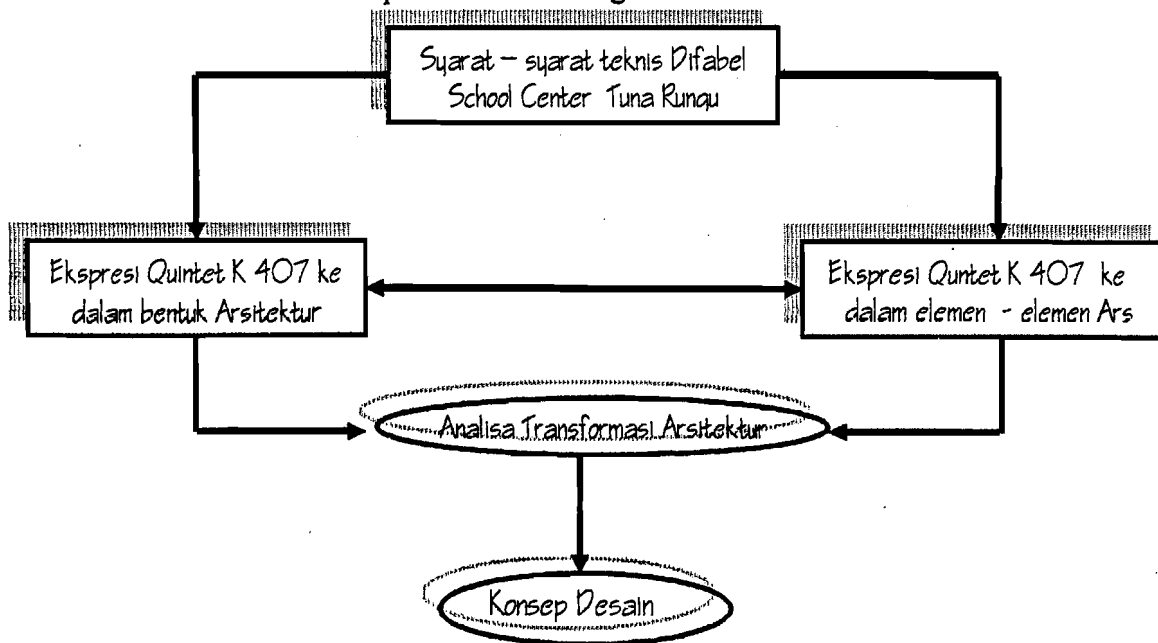 Syarat – syarat teknis Difabel
School Center Tuna Rungu
Ekspresi Quintet K 407 ke
dalam bentuk Arsitektur
Ekspresi Quntet K 407 ke
dalam elemen - elemen Ars
Analisa Transformasi Arsitektur
Konsep Desain